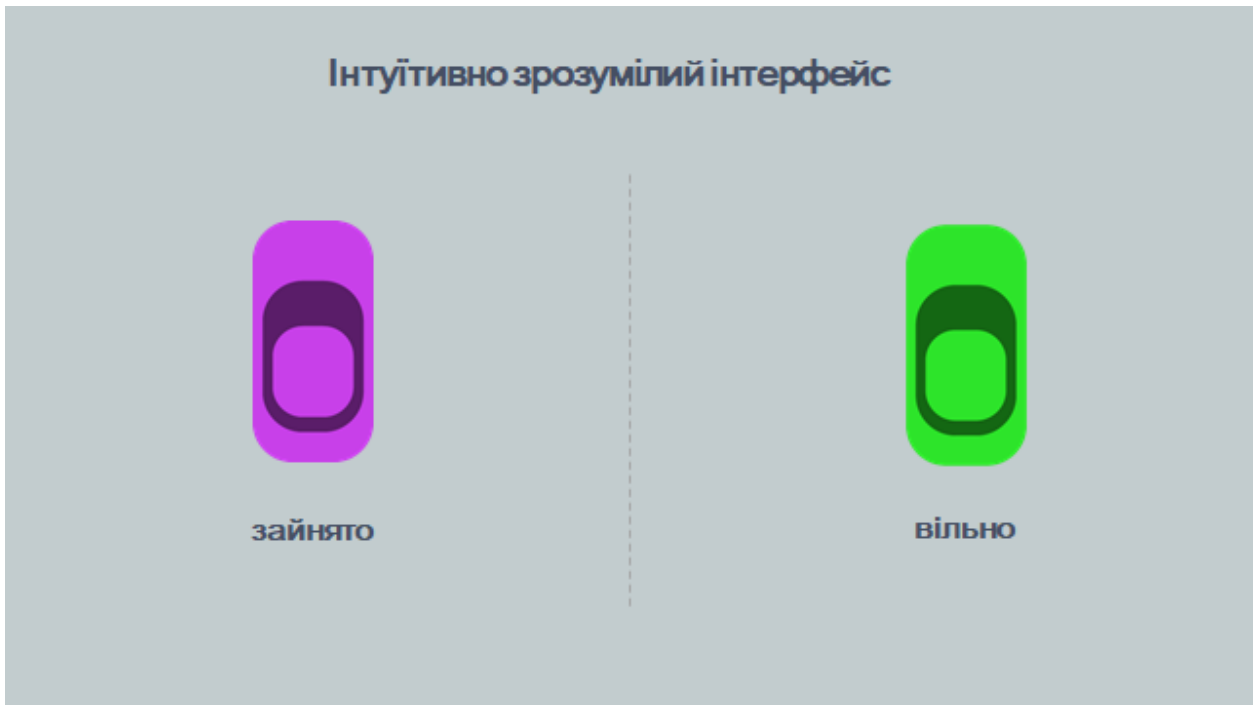 Інтуїтивно зрозумілий інтерфейс
зайнято
вільно